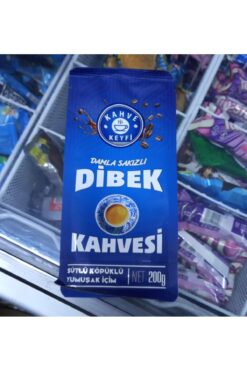 KAHVE
KEYFİ
DAMLA SAKIZLI
DİBEK
KAHVESİ
SÜTLÜ KÖPÜKLÜ
YUMUŞAK İÇİM
NET 200g